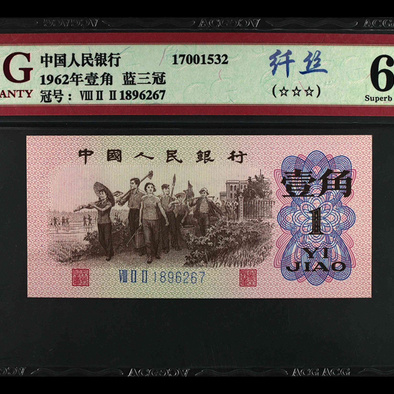 G
ANTY
中国人民银行
1962年壹角 蓝三冠
冠号: Ⅷ Ⅱ Ⅱ 1896267
17001532
纤丝
(☆☆☆)
6
Superb
中國人民銀行
壹角
1
YI
JIAO
Ⅷ Ⅱ Ⅱ 1896267